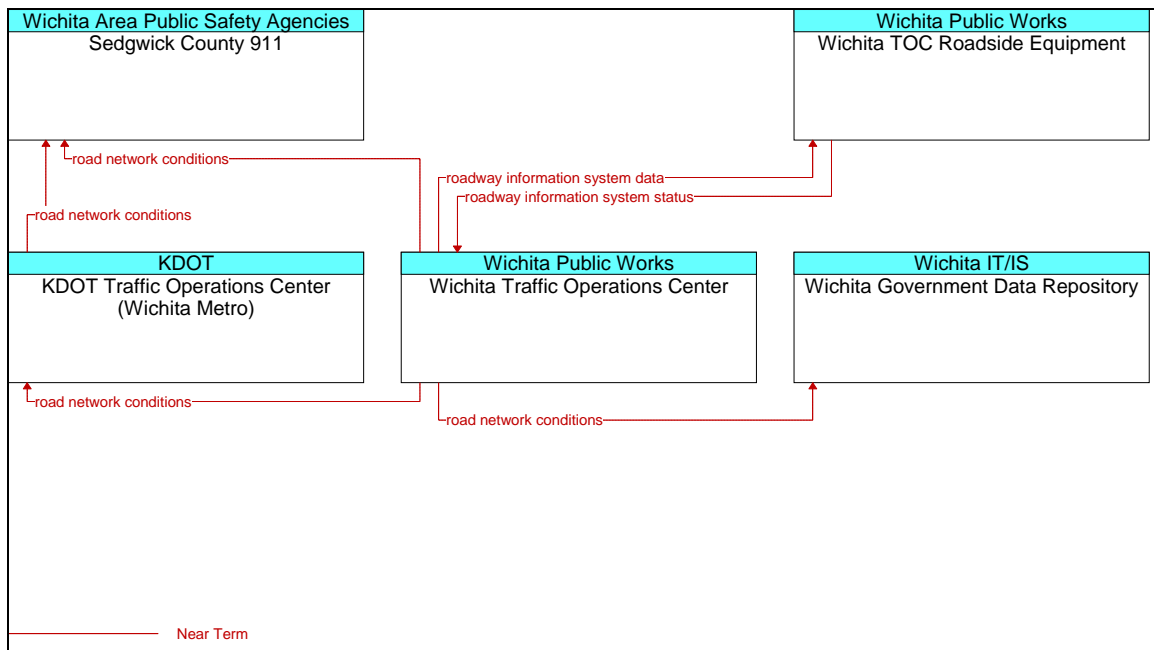 Wichita Area Public Safety Agencies
Sedgwick County 911
Wichita Public Works
Wichita TOC Roadside Equipment
road network conditions
roadway information system data
roadway information system status
road network conditions
KDOT
KDOT Traffic Operations Center
(Wichita Metro)
Wichita Public Works
Wichita Traffic Operations Center
Wichita IT/IS
Wichita Government Data Repository
road network conditions
road network conditions
Near Term